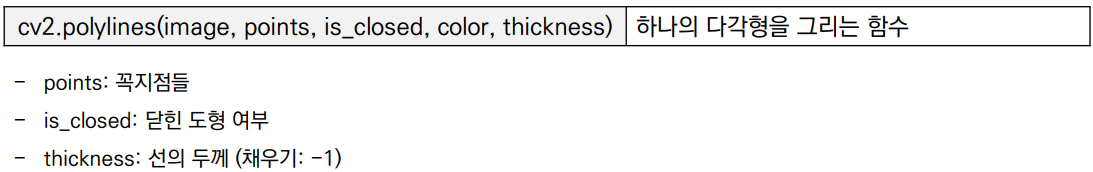 cv2.polylines(image, points, is_closed, color, thickness) 하나의 다각형을 그리는 함수
- points: 꼭지점들
- is_closed: 닫힌 도형 여부
- thickness: 선의 두께 (채우기: -1)